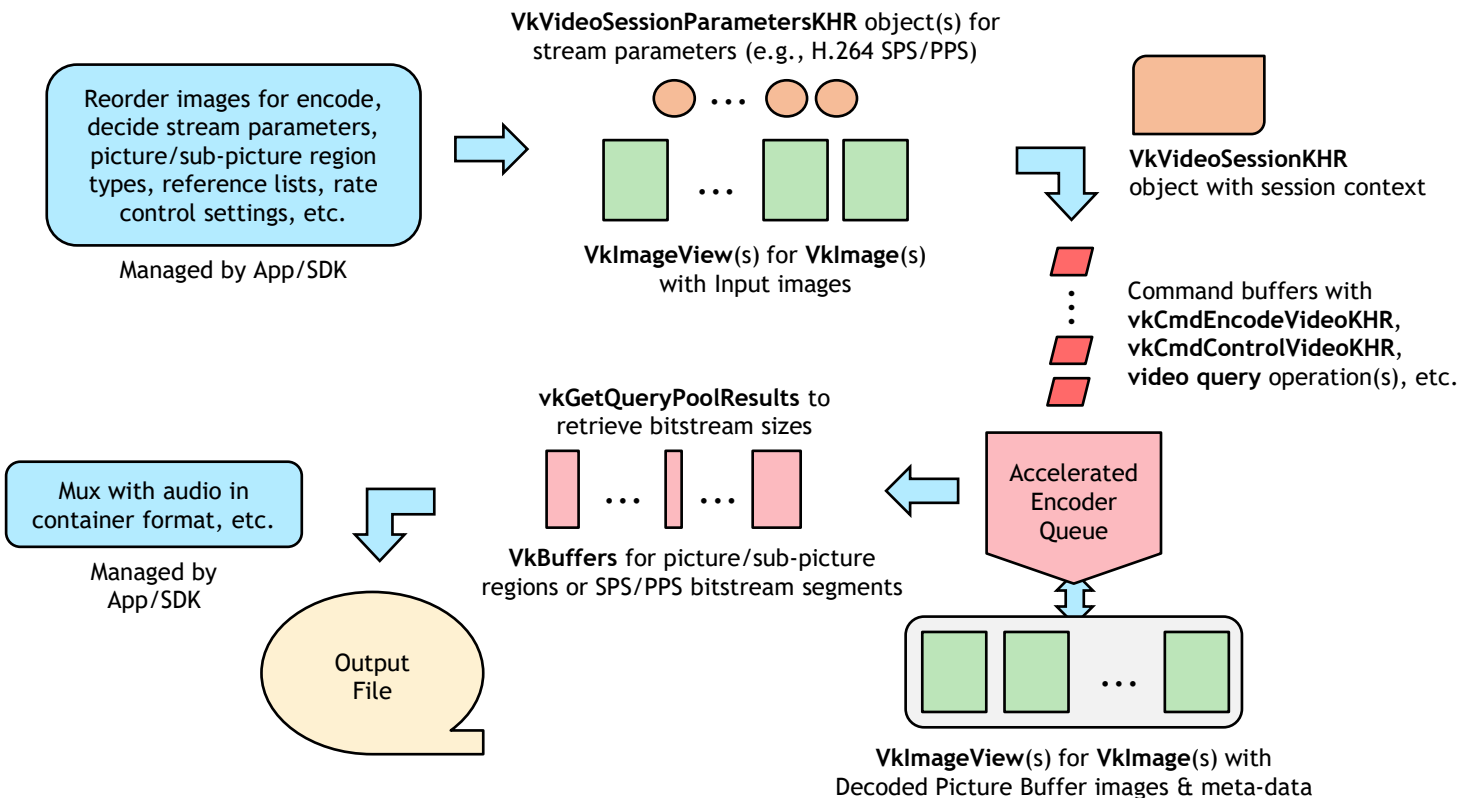 VkVideoSessionParametersKHR object(s) for
stream parameters (e.g., H.264 SPS/PPS)
Reorder images for encode,
decide stream parameters,
picture/sub-picture region
types, reference lists, rate
control settings, etc.
Managed by App/SDK
...
...
VkImageView(s) for VkImage(s)
with Input images
VkVideoSessionKHR
object with session context
Command buffers with
vkCmdEncodeVideoKHR,
vkCmdControlVideoKHR,
video query operation(s), etc.
vkGetQueryPoolResults to
retrieve bitstream sizes
... ...
VkBuffers for picture/sub-picture
regions or SPS/PPS bitstream segments
Accelerated
Encoder
Queue
Mux with audio in
container format, etc.
Managed by
App/SDK
Output
File
...
VkImageView(s) for VkImage(s) with
Decoded Picture Buffer images & meta-data